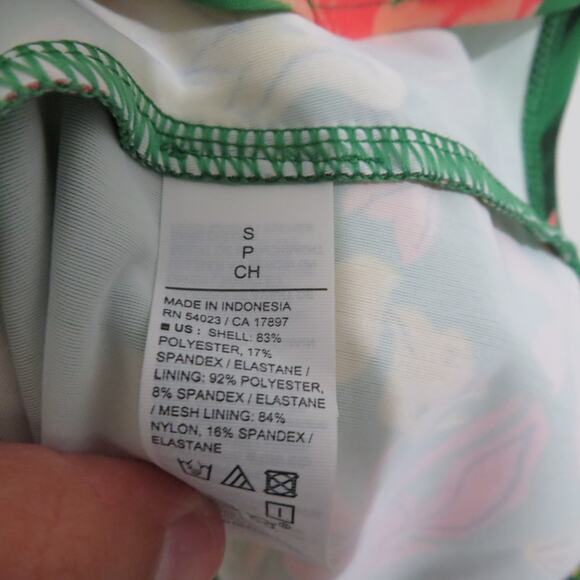 S
P
CH
MADE IN INDONESIA
RN 54023 / CA 17897
US : SHELL: 83%
POLYESTER, 17%
SPANDEX / ELASTANE /
LINING: 92% POLYESTER,
8% SPANDEX / ELASTANE
/ MESH LINING: 84%
NYLON, 16% SPANDEX /
ELASTANE